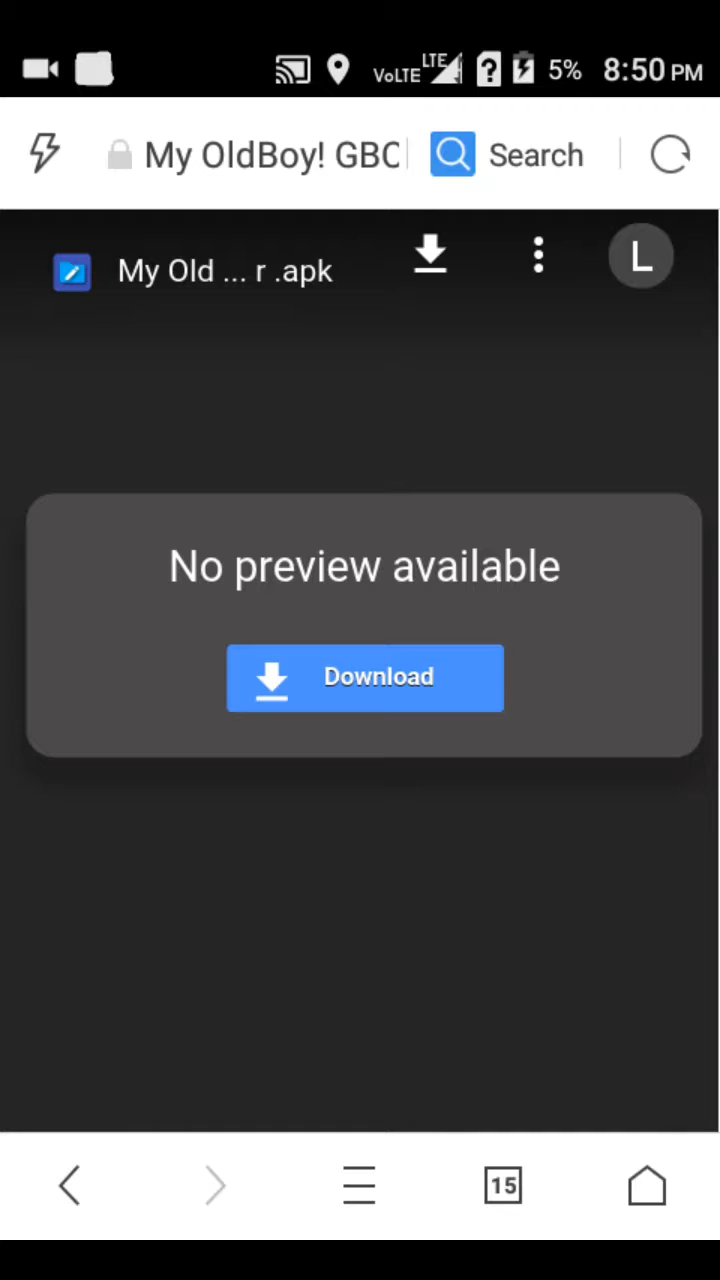 VoLTE LTE 5% 8:50 PM
My OldBoy! GBC Search
My Old ... r .apk L
No preview available
Download
15